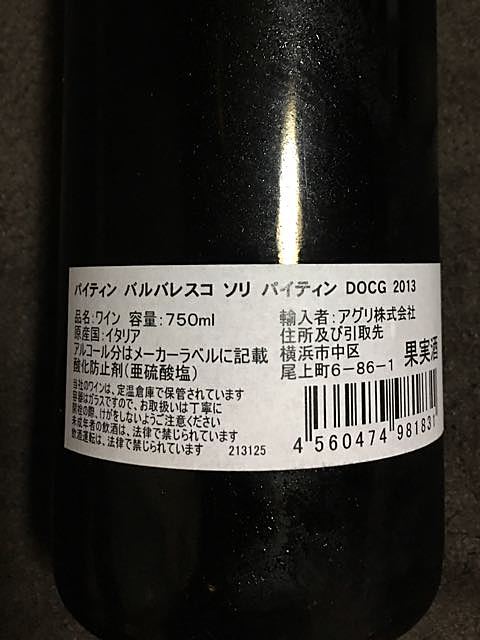 パイティン バルバレスコ ソリ パイティン DOCG 2013
品名:ワイン 容量:750ml
原産国:イタリア
アルコール分はメーカーラベルに記載
酸化防止剤(亜硫酸塩)
輸入者:アグリ株式会社
住所及び引取先
横浜市中区
尾上町6-86-1
果実酒
当社のワインは、定温倉庫で保管されています
容器はガラスですので、お取扱いは丁寧に
開栓の際、けがをしないようご注意ください
未成年者の飲酒は、法律で禁じられています
飲酒運転は、法律で禁じられています
213125
4 560474 981831